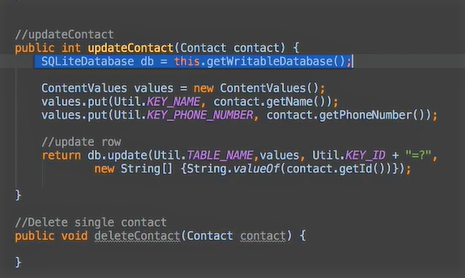 //updateContact
public int updateContact(Contact contact) {
SQLiteDatabase db = this.getWritableDatabase();
ContentValues values = new ContentValues();
values.put(Util.KEY_NAME, contact.getName());
values.put(Util.KEY_PHONE_NUMBER, contact.getPhoneNumber());
//update row
return db.update(Util.TABLE_NAME,values, Util.KEY_ID + "=?",
new String[] {String.valueOf(contact.getId())});
}
//Delete single contact
public void deleteContact(Contact contact) {
}